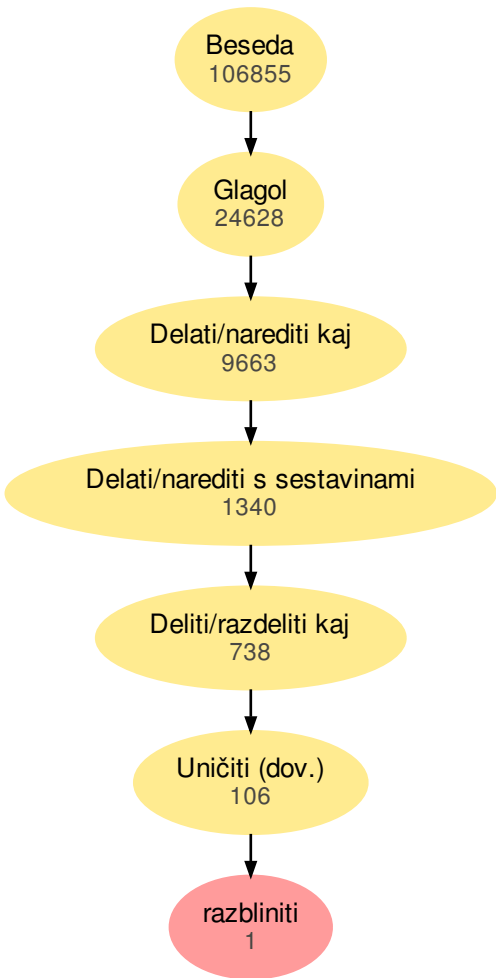 Beseda
106855
Glagol
24628
Delati/narediti kaj
9663
Delati/narediti s sestavinami
1340
Deliti/razdeliti kaj
738
Uničiti (dov.)
106
razbliniti
1